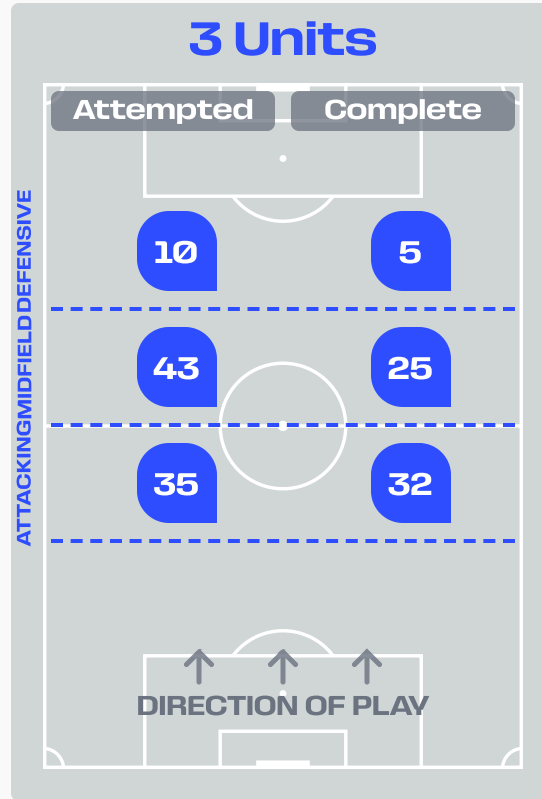 3 Units
Attempted Complete
10 5
43 25
35 32
ATTACKINGMIDFIELDDEFENSIVE
DIRECTION OF PLAY